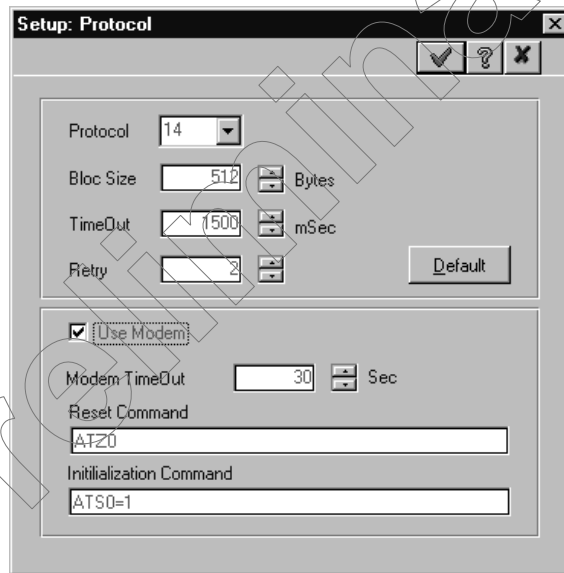 Setup: Protocol
Protocol 14
Bloc Size 512 Bytes
TimeOut 1500 mSec
Retry 2
Default
Use Modem
Modem TimeOut 30 Sec
Reset Command
ATZ0
Initilialization Command
ATS0=1